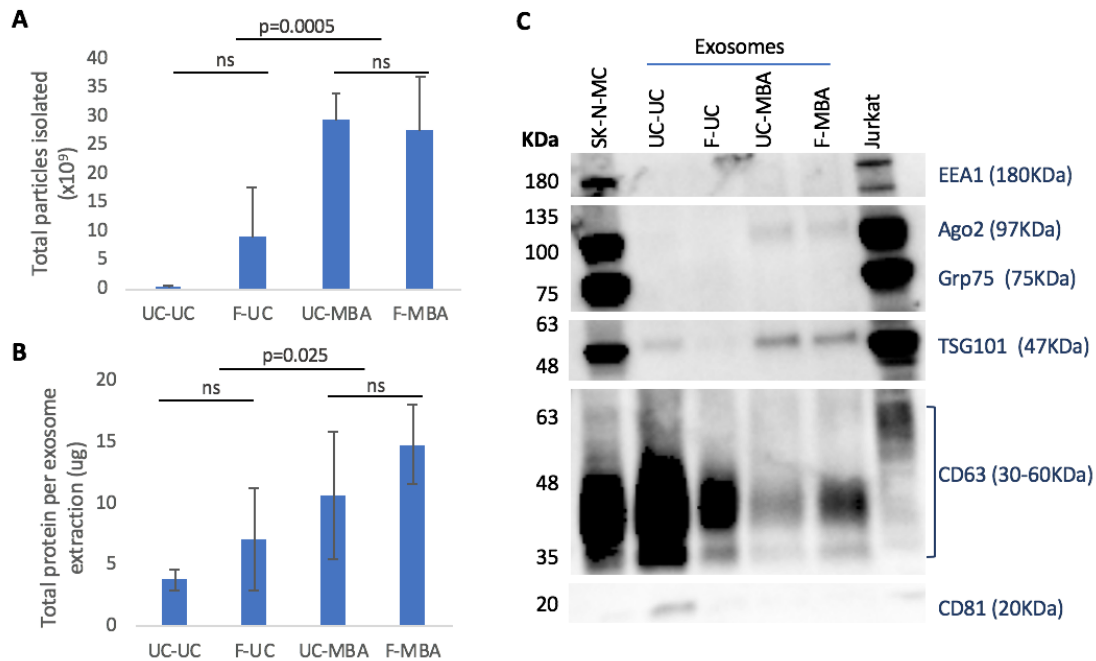 A
p=0.0005
ns
ns
Total particles isolated
(x10⁹)
40
35
30
25
20
15
10
5
0
UC-UC
F-UC
UC-MBA
F-MBA
B
p=0.025
ns
ns
Total protein per exosome
extraction (ug)
20
15
10
5
0
UC-UC
F-UC
UC-MBA
F-MBA
C
Exosomes
KDa
SK-N-MC
UC-UC
F-UC
UC-MBA
F-MBA
Jurkat
180
EEA1 (180KDa)
135
100
75
Ago2 (97KDa)
Grp75 (75KDa)
63
48
TSG101 (47KDa)
63
48
35
CD63 (30-60KDa)
20
CD81 (20KDa)